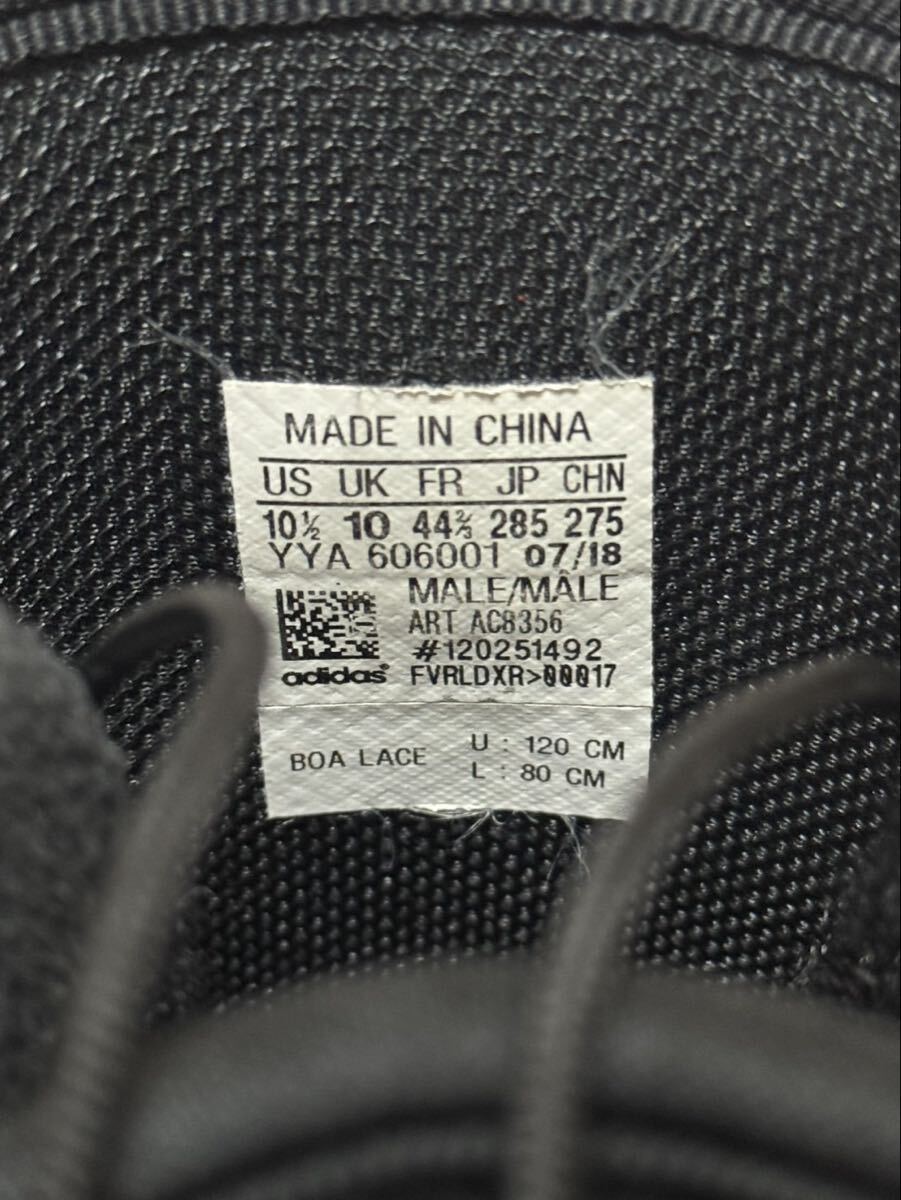 MADE IN CHINA
US UK FR JP CHN
10½ 10 44⅔ 285 275
YYA 606001 07/18
MALE/MÂLE
ART AC8356
#120251492
adidas® FVRLDXR>00017
BOA LACE U : 120 CM
L : 80 CM